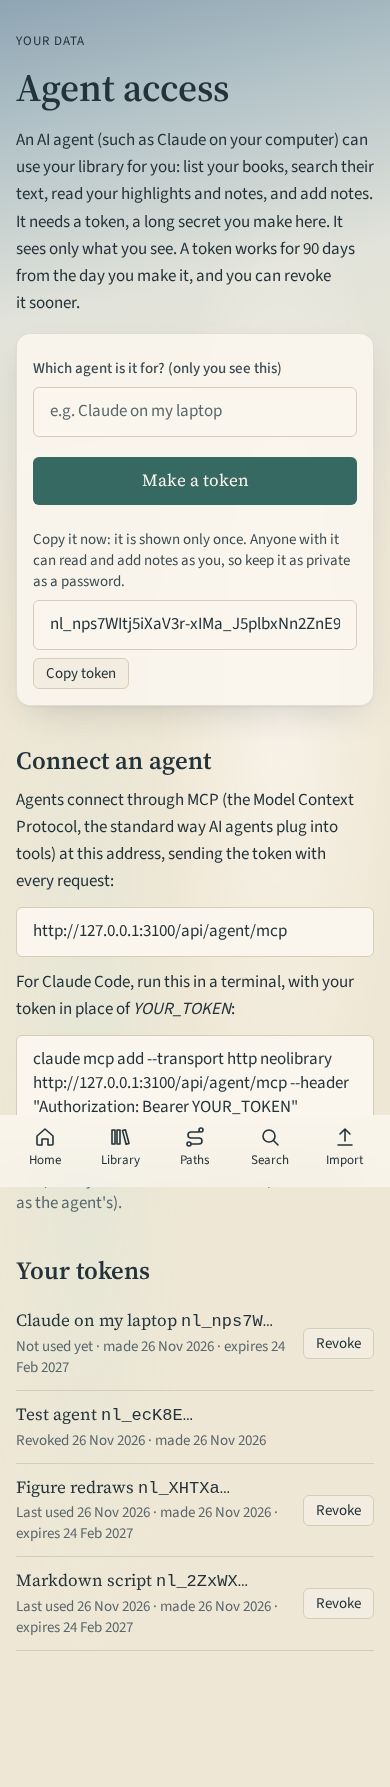 YOUR DATA
Agent access
An AI agent (such as Claude on your computer) can
use your library for you: list your books, search their
text, read your highlights and notes, and add notes.
It needs a token, a long secret you make here. It
sees only what you see. A token works for 90 days
from the day you make it, and you can revoke
it sooner.
Which agent is it for? (only you see this)
e.g. Claude on my laptop
Make a token
Copy it now: it is shown only once. Anyone with it
can read and add notes as you, so keep it as private
as a password.
nl_nps7WItj5iXaV3r-xIMa_J5plbxNn2ZnE9
Copy token
Connect an agent
Agents connect through MCP (the Model Context
Protocol, the standard way AI agents plug into
tools) at this address, sending the token with
every request:
http://127.0.0.1:3100/api/agent/mcp
For Claude Code, run this in a terminal, with your
token in place of YOUR_TOKEN:
claude mcp add --transport http neolibrary
http://127.0.0.1:3100/api/agent/mcp --header
"Authorization: Bearer YOUR_TOKEN"
Home Library Paths Search Import
as the agent's).
Your tokens
Claude on my laptop nl_nps7W…
Not used yet · made 26 Nov 2026 · expires 24
Feb 2027
Revoke
Test agent nl_ecK8E…
Revoked 26 Nov 2026 · made 26 Nov 2026
Figure redraws nl_XHTXa…
Last used 26 Nov 2026 · made 26 Nov 2026 ·
expires 24 Feb 2027
Revoke
Markdown script nl_2ZxWX…
Last used 26 Nov 2026 · made 26 Nov 2026 ·
expires 24 Feb 2027
Revoke